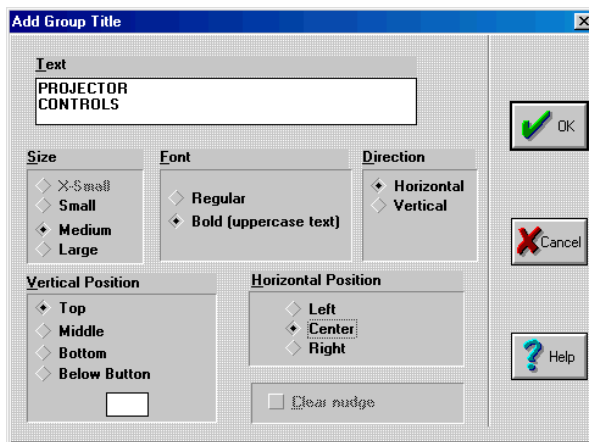 Add Group Title
Text
PROJECTOR
CONTROLS
OK
Size
X-Small
Small
Medium
Large
Font
Regular
Bold (uppercase text)
Direction
Horizontal
Vertical
Cancel
Vertical Position
Top
Middle
Bottom
Below Button
Horizontal Position
Left
Center
Right
Clear nudge
Help